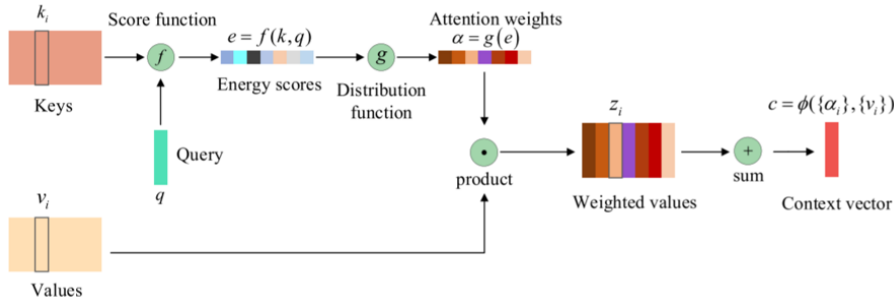 k_i
Score function
Attention weights
e = f(k, q)
α = g(e)
f
g
Keys
Energy scores
Distribution
function
z_i
c = ϕ({α_i}, {v_i})
Query
q
product
•
+
sum
v_i
Weighted values
Context vector
Values